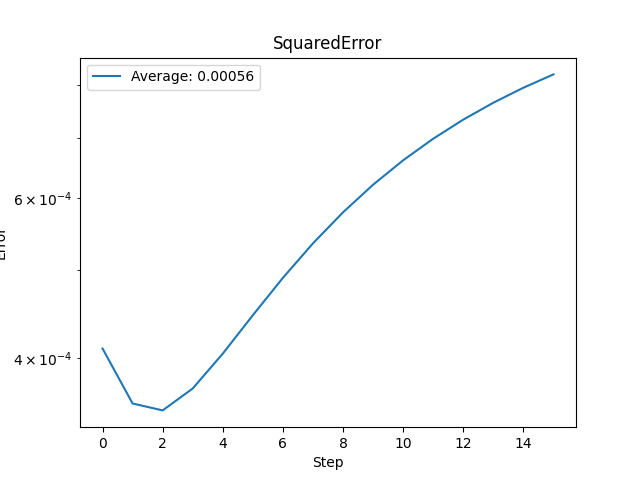 SquaredError
Average: 0.00056
6 × 10⁻⁴
4 × 10⁻⁴
Error
0 2 4 6 8 10 12 14
Step